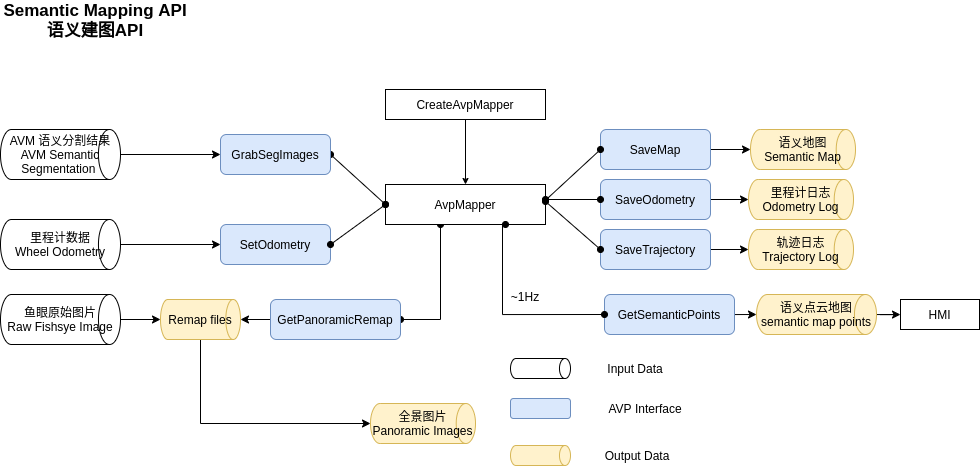 Semantic Mapping API
语义建图API
CreateAvpMapper
AVM 语义分割结果
AVM Semantic
Segmentation
GrabSegImages
SaveMap
语义地图
Semantic Map
AvpMapper
SaveOdometry
里程计日志
Odometry Log
里程计数据
Wheel Odometry
SetOdometry
SaveTrajectory
轨迹日志
Trajectory Log
~1Hz
鱼眼原始图片
Raw Fishsye Image
Remap files
GetPanoramicRemap
GetSemanticPoints
语义点云地图
semantic map points
HMI
Input Data
AVP Interface
全景图片
Panoramic Images
Output Data